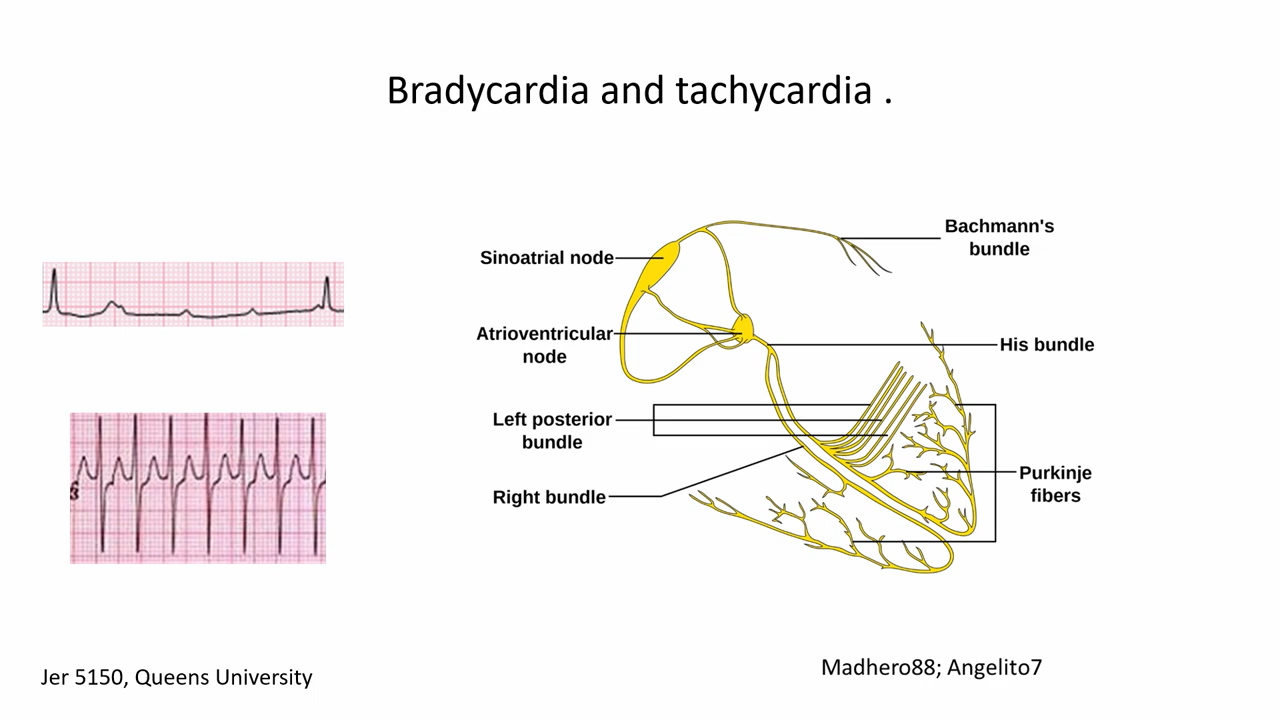 Bradycardia and tachycardia .
Bachmann's
bundle
Sinoatrial node
Atrioventricular
node
His bundle
Left posterior
bundle
Purkinje
fibers
Right bundle
3
Jer 5150, Queens University
Madhero88; Angelito7